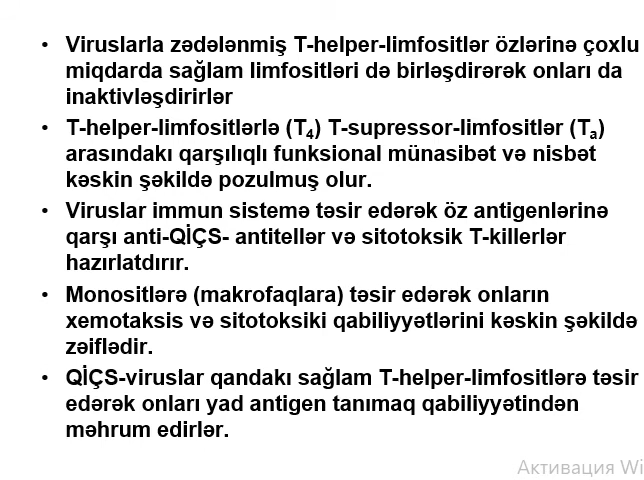 • Viruslarla zədələnmiş T-helper-limfositlər özlərinə çoxlu
miqdarda sağlam limfositləri də birləşdirərək onları da
inaktivləşdirirlər
• T-helper-limfositlərlə (T₄) T-supressor-limfositlər (Tₐ)
arasındakı qarşılıqlı funksional münasibət və nisbət
kəskin şəkildə pozulmuş olur.
• Viruslar immun sistemə təsir edərək öz antigenlərinə
qarşı anti-QİÇS- antitellər və sitotoksik T-killerlər
hazırlatdırır.
• Monositlərə (makrofaqlara) təsir edərək onların
xemotaksis və sitotoksiki qabiliyyətlərini kəskin şəkildə
zəiflədir.
• QİÇS-viruslar qandakı sağlam T-helper-limfositlərə təsir
edərək onları yad antigen tanımaq qabiliyyətindən
məhrum edirlər.
Активация Wi